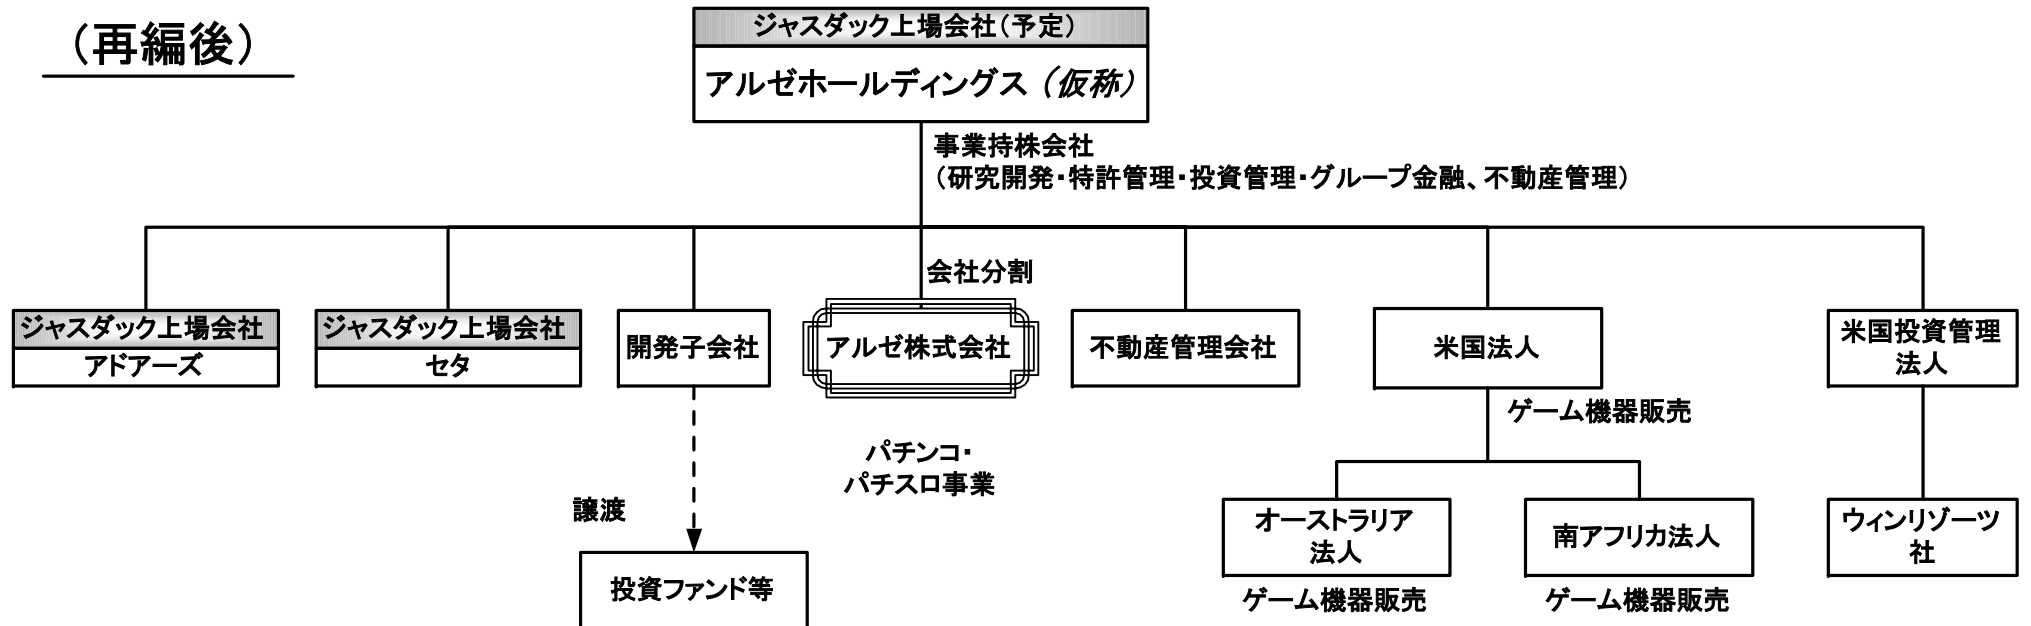 （再編後）
ジャスダック上場会社（予定）
アルゼホールディングス（仮称）
事業持株会社
（研究開発・特許管理・投資管理・グループ金融、不動産管理）
会社分割
ジャスダック上場会社
アドアーズ
ジャスダック上場会社
セタ
開発子会社
アルゼ株式会社
不動産管理会社
米国法人
米国投資管理
法人
ゲーム機器販売
パチンコ・
パチスロ事業
譲渡
投資ファンド等
オーストラリア
法人
ゲーム機器販売
南アフリカ法人
ゲーム機器販売
ウィンリゾーツ
社